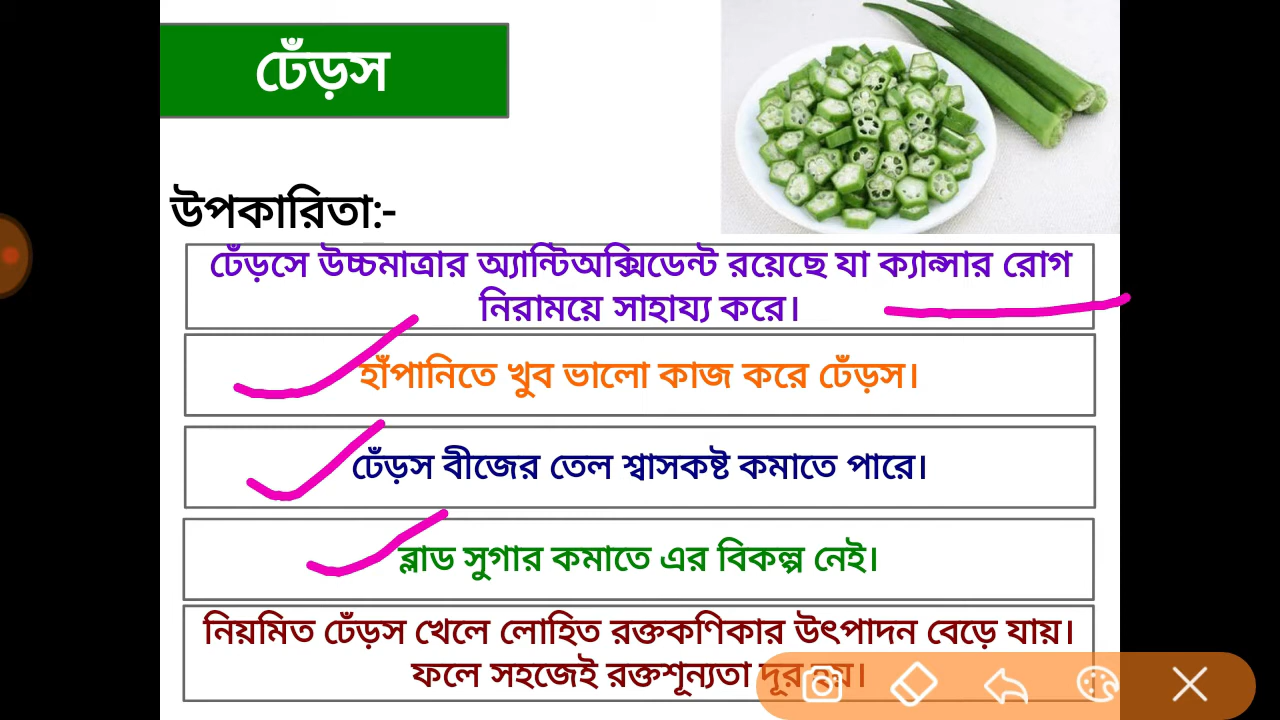 ঢেঁড়স
উপকারিতা:-
ঢেঁড়সে উচ্চমাত্রার অ্যান্টিঅক্সিডেন্ট রয়েছে যা ক্যান্সার রোগ
নিরাময়ে সাহায্য করে।
হাঁপানিতে খুব ভালো কাজ করে ঢেঁড়স।
ঢেঁড়স বীজের তেল শ্বাসকষ্ট কমাতে পারে।
ব্লাড সুগার কমাতে এর বিকল্প নেই।
নিয়মিত ঢেঁড়স খেলে লোহিত রক্তকণিকার উৎপাদন বেড়ে যায়।
ফলে সহজেই রক্তশূন্যতা দূর হয়।